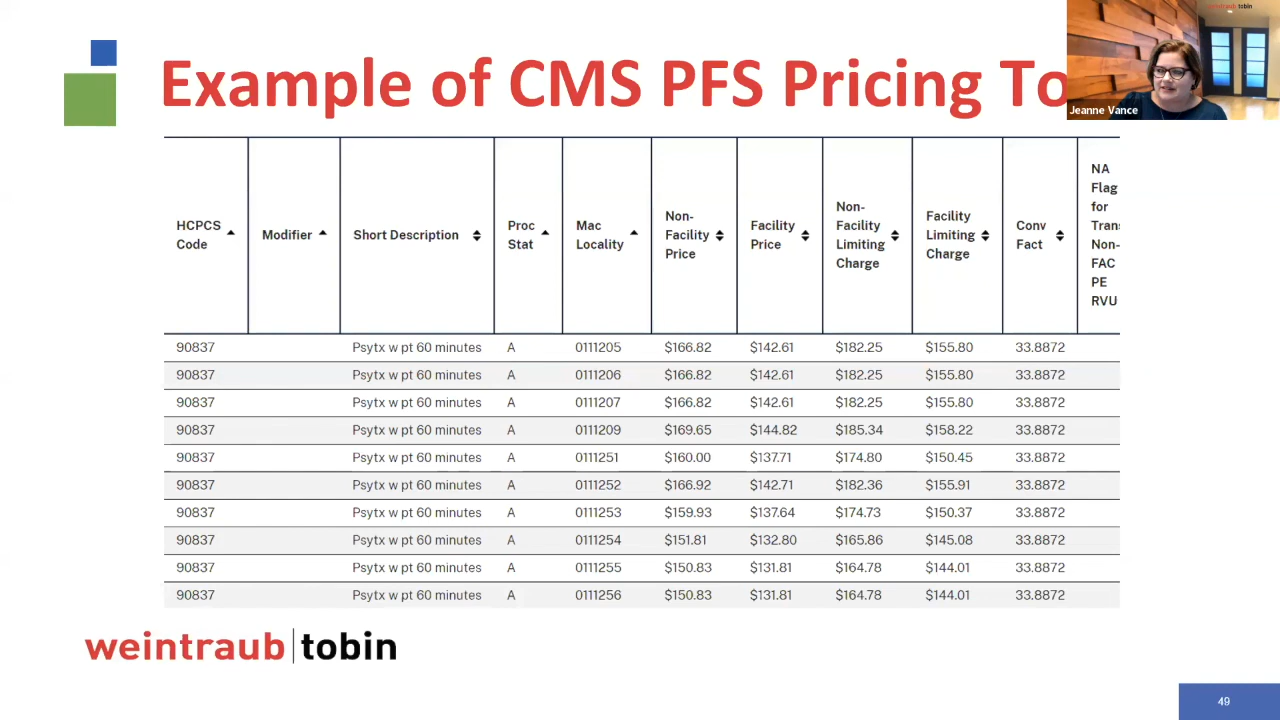 Example of CMS PFS Pricing To
weintraub tobin
Jeanne Vance
HCPCS Code
Modifier
Short Description
Proc Stat
Mac Locality
Non-Facility Price
Facility Price
Non-Facility Limiting Charge
Facility Limiting Charge
Conv Fact
NA Flag for Trans Non-FAC PE RVU
90837 Psytx w pt 60 minutes A 0111205 $166.82 $142.61 $182.25 $155.80 33.8872
90837 Psytx w pt 60 minutes A 0111206 $166.82 $142.61 $182.25 $155.80 33.8872
90837 Psytx w pt 60 minutes A 0111207 $166.82 $142.61 $182.25 $155.80 33.8872
90837 Psytx w pt 60 minutes A 0111209 $169.65 $144.82 $185.34 $158.22 33.8872
90837 Psytx w pt 60 minutes A 0111251 $160.00 $137.71 $174.80 $150.45 33.8872
90837 Psytx w pt 60 minutes A 0111252 $166.92 $142.71 $182.36 $155.91 33.8872
90837 Psytx w pt 60 minutes A 0111253 $159.93 $137.64 $174.73 $150.37 33.8872
90837 Psytx w pt 60 minutes A 0111254 $151.81 $132.80 $165.86 $145.08 33.8872
90837 Psytx w pt 60 minutes A 0111255 $150.83 $131.81 $164.78 $144.01 33.8872
90837 Psytx w pt 60 minutes A 0111256 $150.83 $131.81 $164.78 $144.01 33.8872
weintraub tobin
49